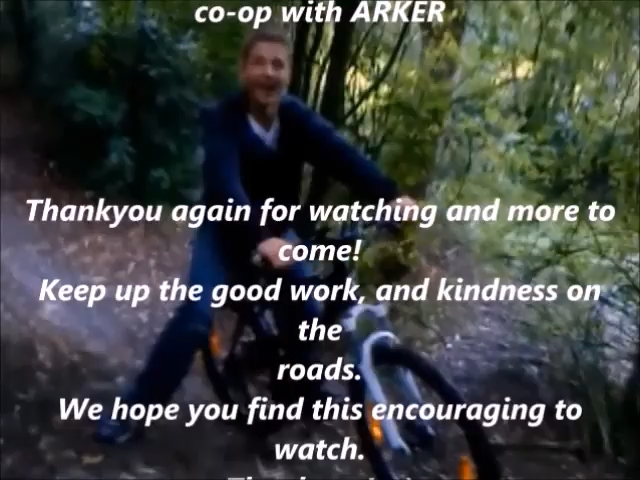 co-op with ARKER
Thankyou again for watching and more to
come!
Keep up the good work, and kindness on
the
roads.
We hope you find this encouraging to
watch.